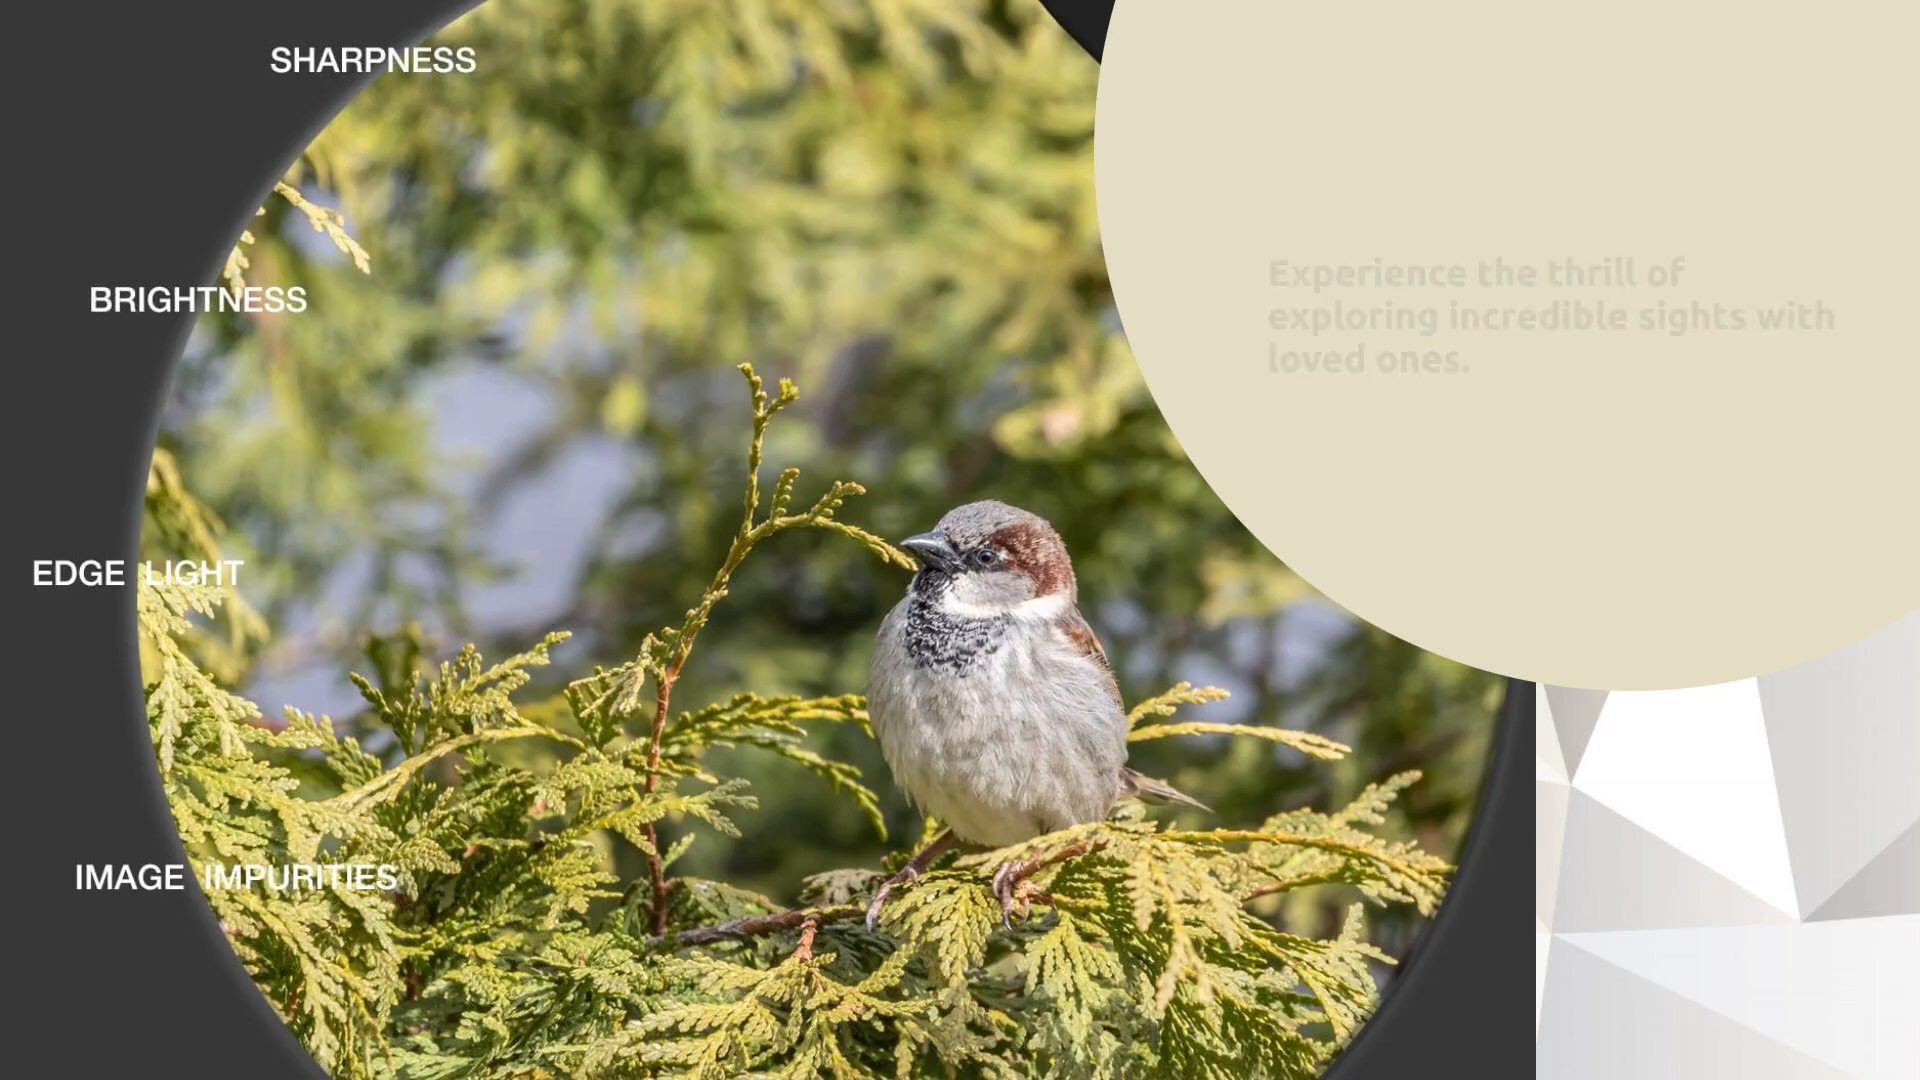 SHARPNESS
BRIGHTNESS
EDGE LIGHT
IMAGE IMPURITIES
Experience the thrill of
exploring incredible sights with
loved ones.